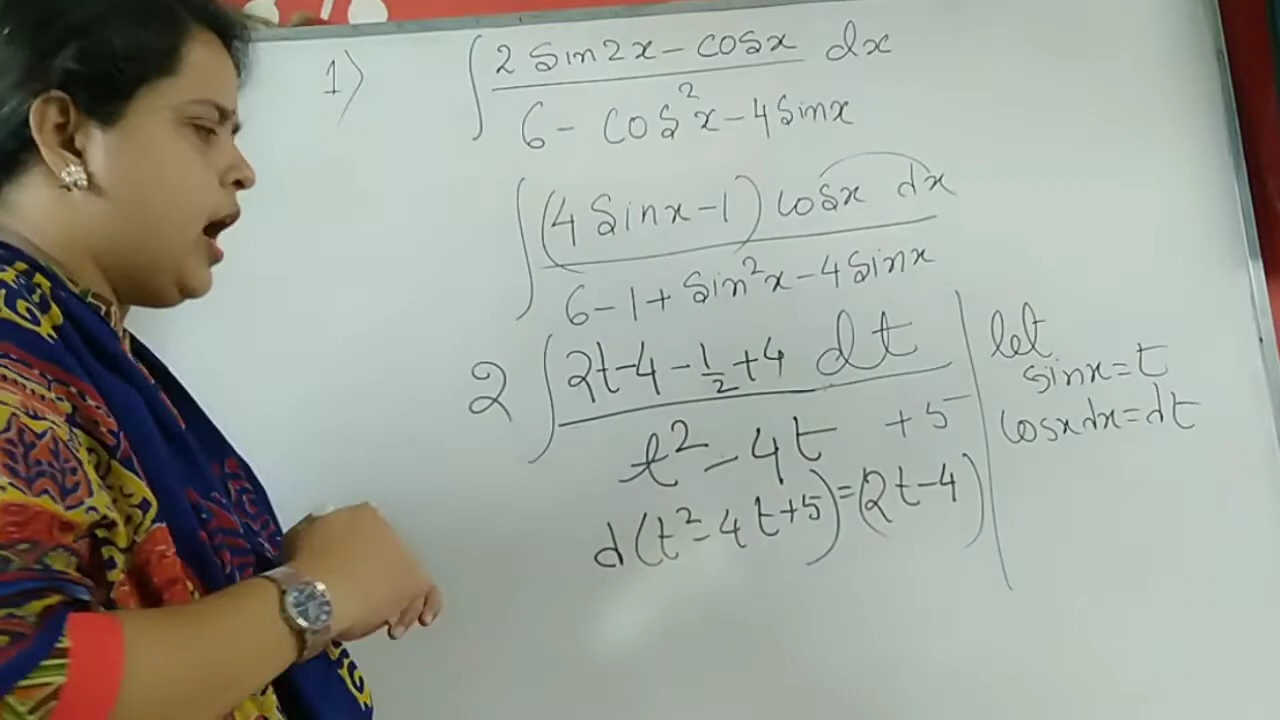 1) ∫ 2 Sin2x - cosx dx
6 - cos²x - 4 Sinx
∫ (4 Sinx - 1) cosx dx
6 - 1 + Sin²x - 4 Sinx
2 ∫ 2t - 4 - 1/2 + 4 dt
t² - 4t + 5
d(t² - 4t + 5) = (2t - 4)
let
sinx = t
cosx dx = dt